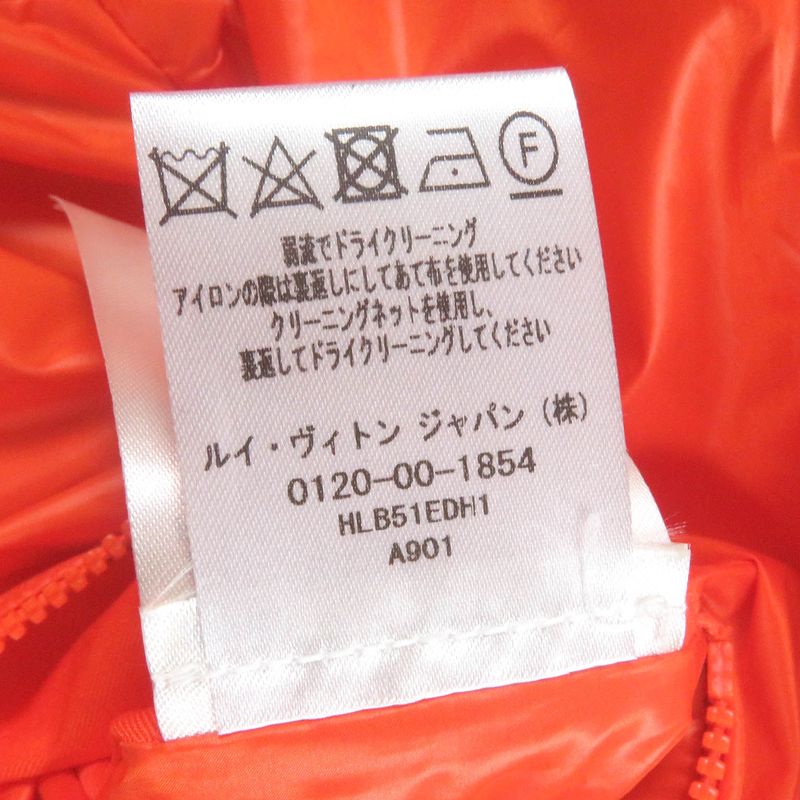 F
弱流でドライクリーニング
アイロンの際は裏返しにしてあて布を使用してください
クリーニングネットを使用し、
裏返してドライクリーニングしてください
ルイ・ヴィトン ジャパン（株）
0120-00-1854
HLB51EDH1
A901